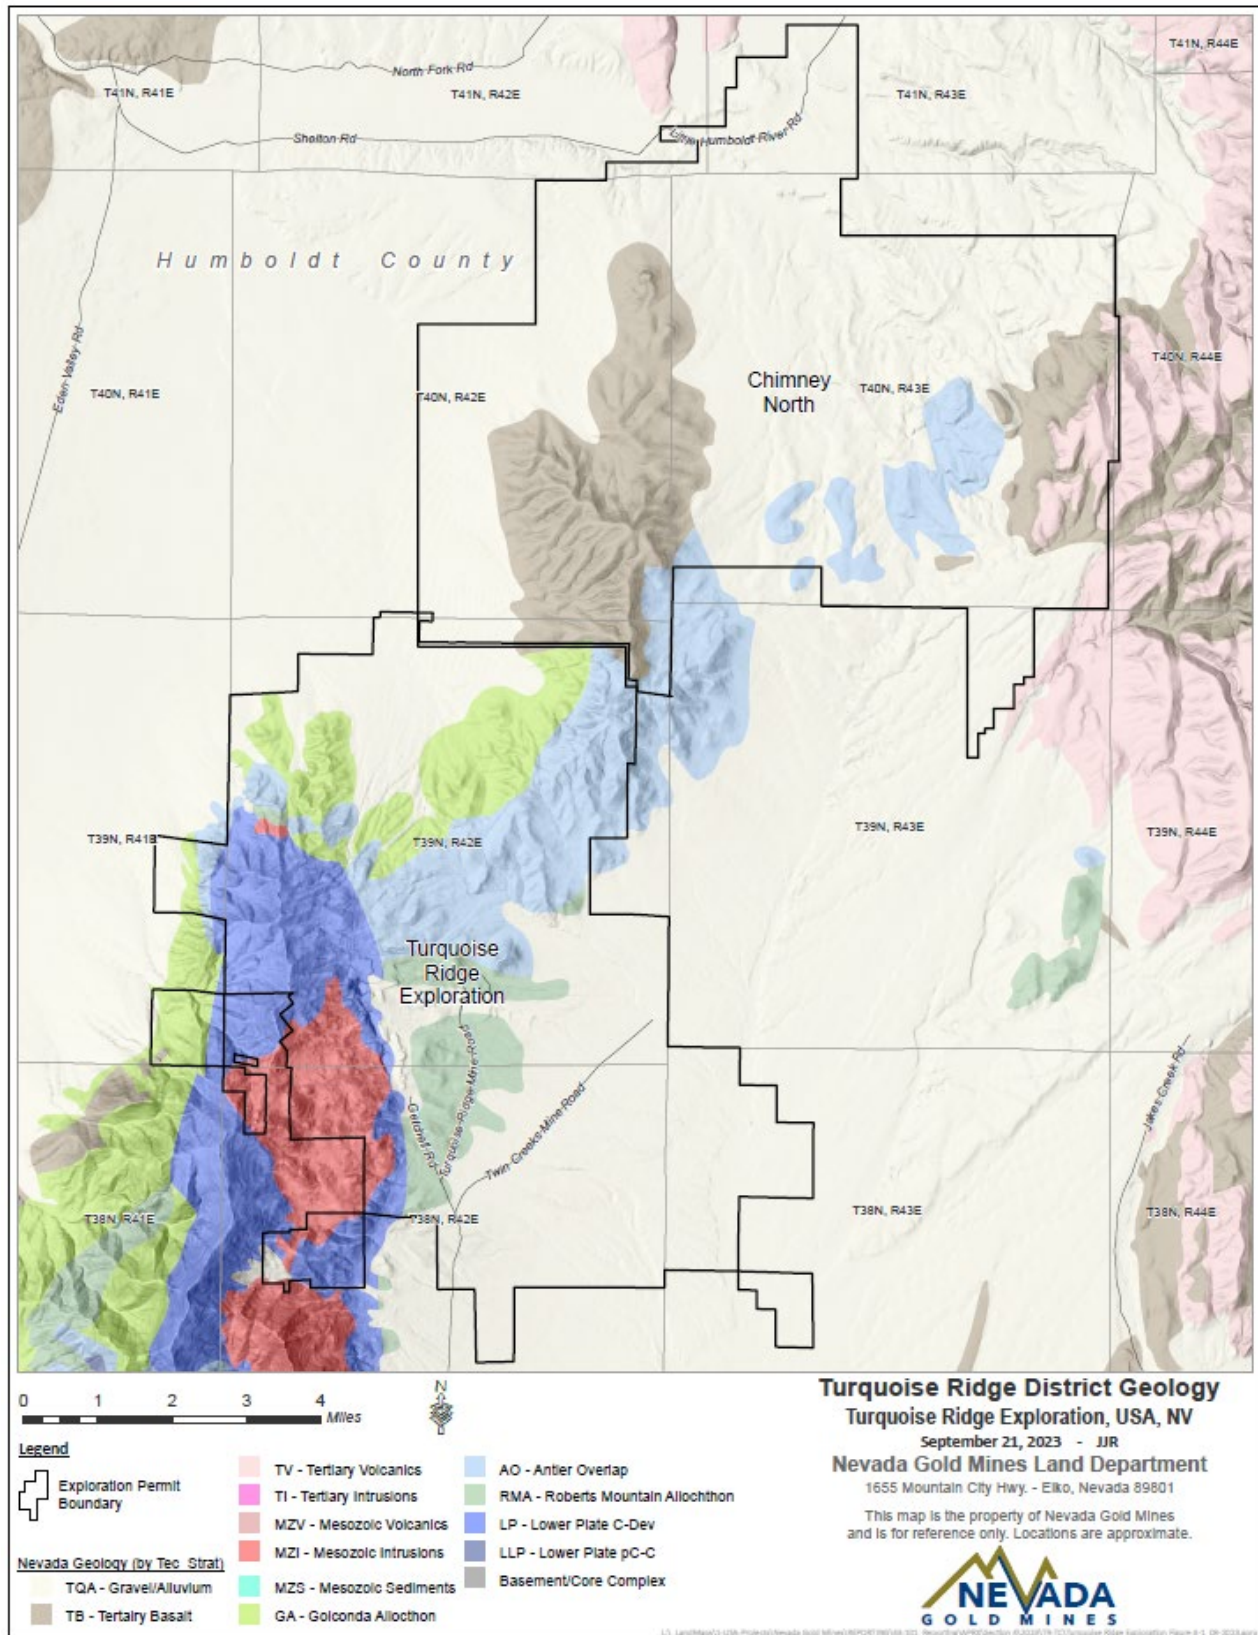 T41N, R44E
North Fork Rd
T41N, R41E
T41N, R42E
T41N, R43E
Little Humboldt River Rd
Shelton Rd
Humboldt County
Eden Valley Rd
T40N, R44E
Chimney
North
T40N, R43E
T40N, R41E
T40N, R42E
T39N, R43E
T39N, R44E
T39N, R41E
T39N, R42E
Turquoise
Ridge
Exploration
Turquoise Ridge Mine Road
Getchell Rd
Twin Creeks Mine Road
Jakes Creek Rd
T38N, R41E
T38N, R42E
T38N, R43E
T38N, R44E
0 1 2 3 4
Miles
N
Turquoise Ridge District Geology
Turquoise Ridge Exploration, USA, NV
September 21, 2023 - JJR
Nevada Gold Mines Land Department
1655 Mountain City Hwy. - Elko, Nevada 89801
This map is the property of Nevada Gold Mines
and is for reference only. Locations are approximate.
NEVADA
GOLD MINES
Legend
Exploration Permit
Boundary
Nevada Geology (by Tec_Strat)
TQA - Gravel/Alluvium
TB - Tertairy Basalt
TV - Tertiary Volcanics
TI - Tertiary Intrusions
MZV - Mesozoic Volcanics
MZI - Mesozoic Intrusions
MZS - Mesozoic Sediments
GA - Golconda Allocthon
AO - Antler Overlap
RMA - Roberts Mountain Allochthon
LP - Lower Plate C-Dev
LLP - Lower Plate pC-C
Basement/Core Complex